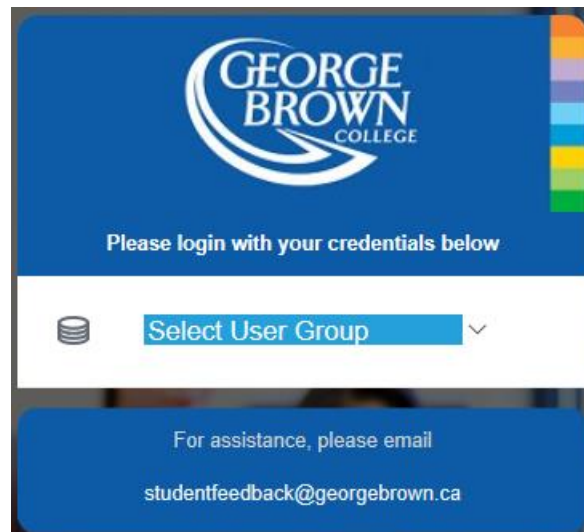 GEORGE
BROWN
COLLEGE
Please login with your credentials below
Select User Group
For assistance, please email
studentfeedback@georgebrown.ca